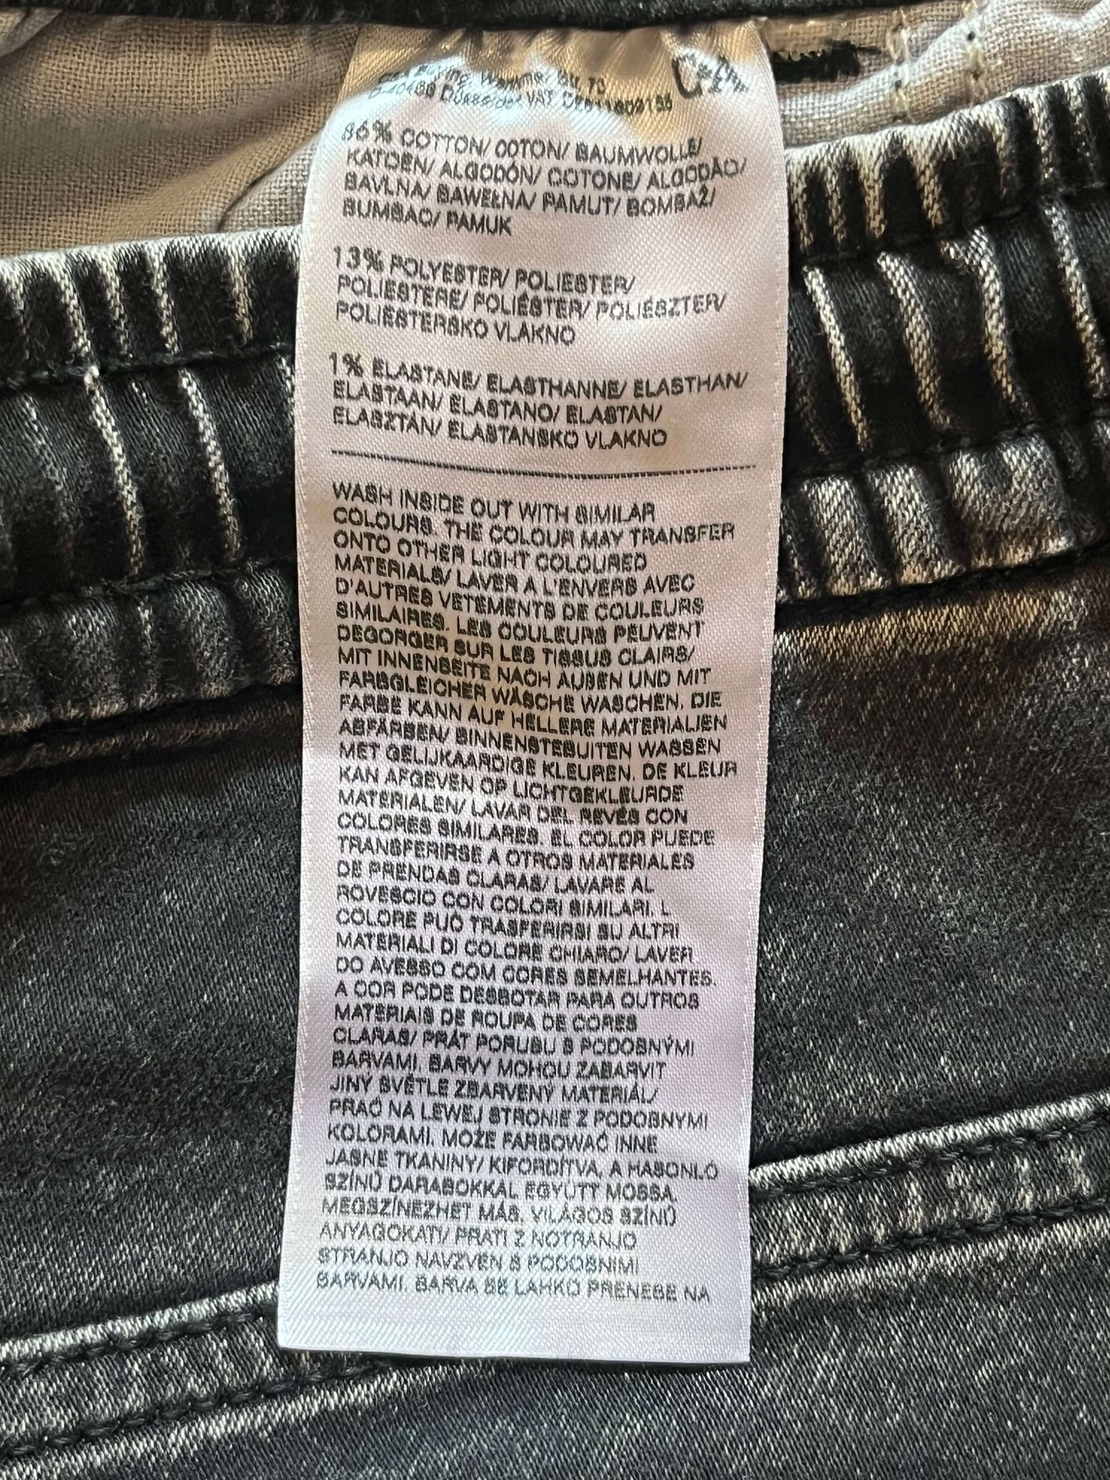 C&A Buying, Wanheimer Str. 70
D-40468 Düsseldorf VAT DE811609155
C&A
86% COTTON/ COTON/ BAUMWOLLE/
KATOEN/ ALGODÓN/ COTONE/ ALGODÃO/
BAVLNA/ BAWEŁNA/ PAMUT/ BOMBAŽ/
BUMBAC/ PAMUK
13% POLYESTER/ POLIESTER/
POLIESTERE/ POLIÉSTER/ POLIÉSZTER/
POLIESTERSKO VLAKNO
1% ELASTANE/ ELASTHANNE/ ELASTHAN/
ELASTAAN/ ELASTANO/ ELASTAN/
ELASZTÁN/ ELASTANSKO VLAKNO
WASH INSIDE OUT WITH SIMILAR
COLOURS. THE COLOUR MAY TRANSFER
ONTO OTHER LIGHT COLOURED
MATERIALS/ LAVER A L'ENVERS AVEC
D'AUTRES VETEMENTS DE COULEURS
SIMILAIRES. LES COULEURS PEUVENT
DEGORGER SUR LES TISSUS CLAIRS/
MIT INNENSEITE NACH AUßEN UND MIT
FARBGLEICHER WÄSCHE WASCHEN. DIE
FARBE KANN AUF HELLERE MATERIALIEN
ABFÄRBEN/ BINNENSTEBUITEN WASSEN
MET GELIJKAARDIGE KLEUREN. DE KLEUR
KAN AFGEVEN OP LICHTGEKLEURDE
MATERIALEN/ LAVAR DEL REVÉS CON
COLORES SIMILARES. EL COLOR PUEDE
TRANSFERIRSE A OTROS MATERIALES
DE PRENDAS CLARAS/ LAVARE AL
ROVESCIO CON COLORI SIMILARI. L
COLORE PUÒ TRASFERIRSI SU ALTRI
MATERIALI DI COLORE CHIARO/ LAVER
DO AVESSO COM CORES SEMELHANTES.
A COR PODE DESBOTAR PARA OUTROS
MATERIAIS DE ROUPA DE CORES
CLARAS/ PRÁT PORUBU S PODOBNÝMI
BARVAMI. BARVY MOHOU ZABARVIT
JINÝ SVĚTLE ZBARVENÝ MATERIÁL/
PRAĆ NA LEWEJ STRONIE Z PODOBNYMI
KOLORAMI. MOŻE FARBOWAĆ INNE
JASNE TKANINY/ KIFORDÍTVA, A HASONLÓ
SZÍNŰ DARABOKKAL EGYÜTT MOSSA.
MEGSZÍNEZHET MÁS, VILÁGOS SZÍNŰ
ANYAGOKAT/ PRATI Z NOTRANJO
STRANJO NAVZVEN S PODOBNIMI
BARVAMI. BARVA SE LAHKO PRENESE NA